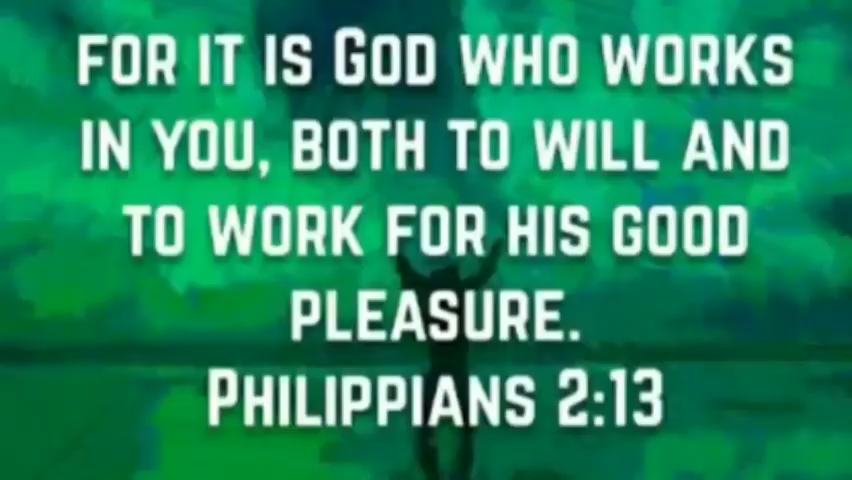 FOR IT IS GOD WHO WORKS
IN YOU, BOTH TO WILL AND
TO WORK FOR HIS GOOD
PLEASURE.
PHILIPPIANS 2:13